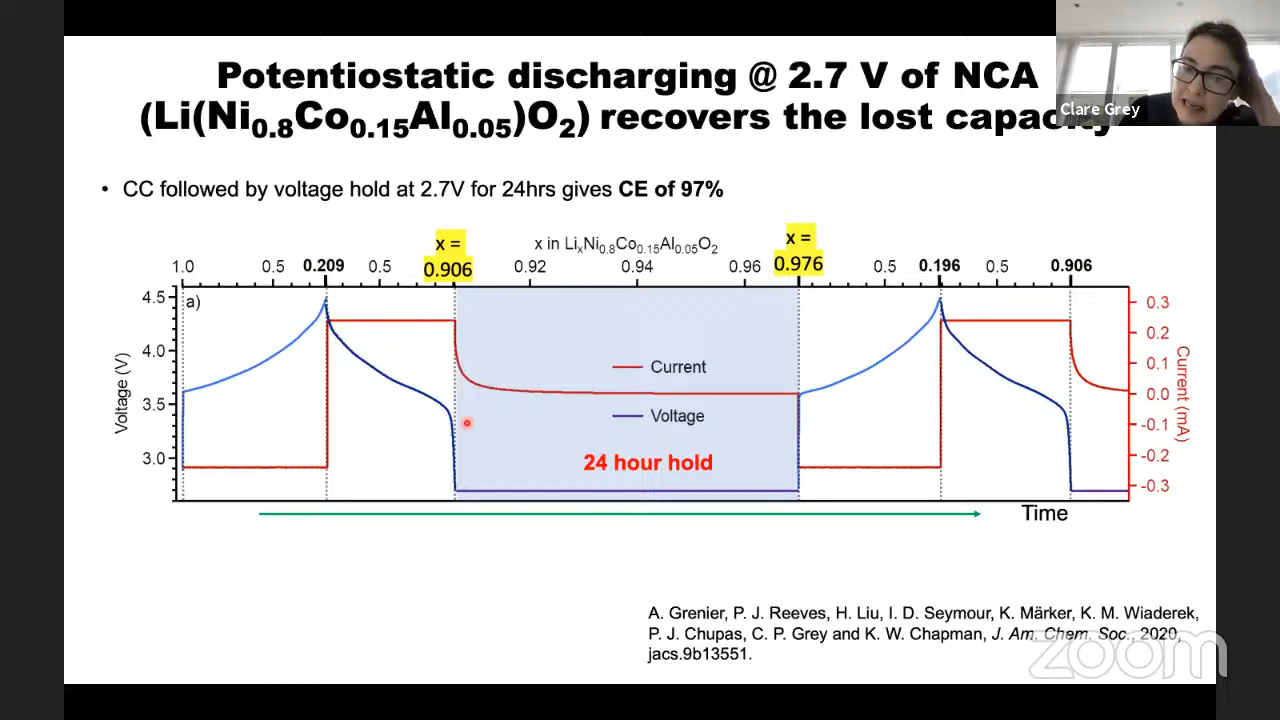 Potentiostatic discharging @ 2.7 V of NCA
(Li(Ni0.8Co0.15Al0.05)O2) recovers the lost capacity
Clare Grey
• CC followed by voltage hold at 2.7V for 24hrs gives CE of 97%
x =
0.906
x in LixNi0.8Co0.15Al0.05O2
x =
0.976
1.0 0.5 0.209 0.5 0.92 0.94 0.96 0.5 0.196 0.5 0.906
a)
4.5
4.0
3.5
3.0
Voltage (V)
Current
Voltage
24 hour hold
0.3
0.2
0.1
0.0
-0.1
-0.2
-0.3
Current (mA)
Time
A. Grenier, P. J. Reeves, H. Liu, I. D. Seymour, K. Märker, K. M. Wiaderek,
P. J. Chupas, C. P. Grey and K. W. Chapman, J. Am. Chem. Soc., 2020,
jacs.9b13551.
zoom